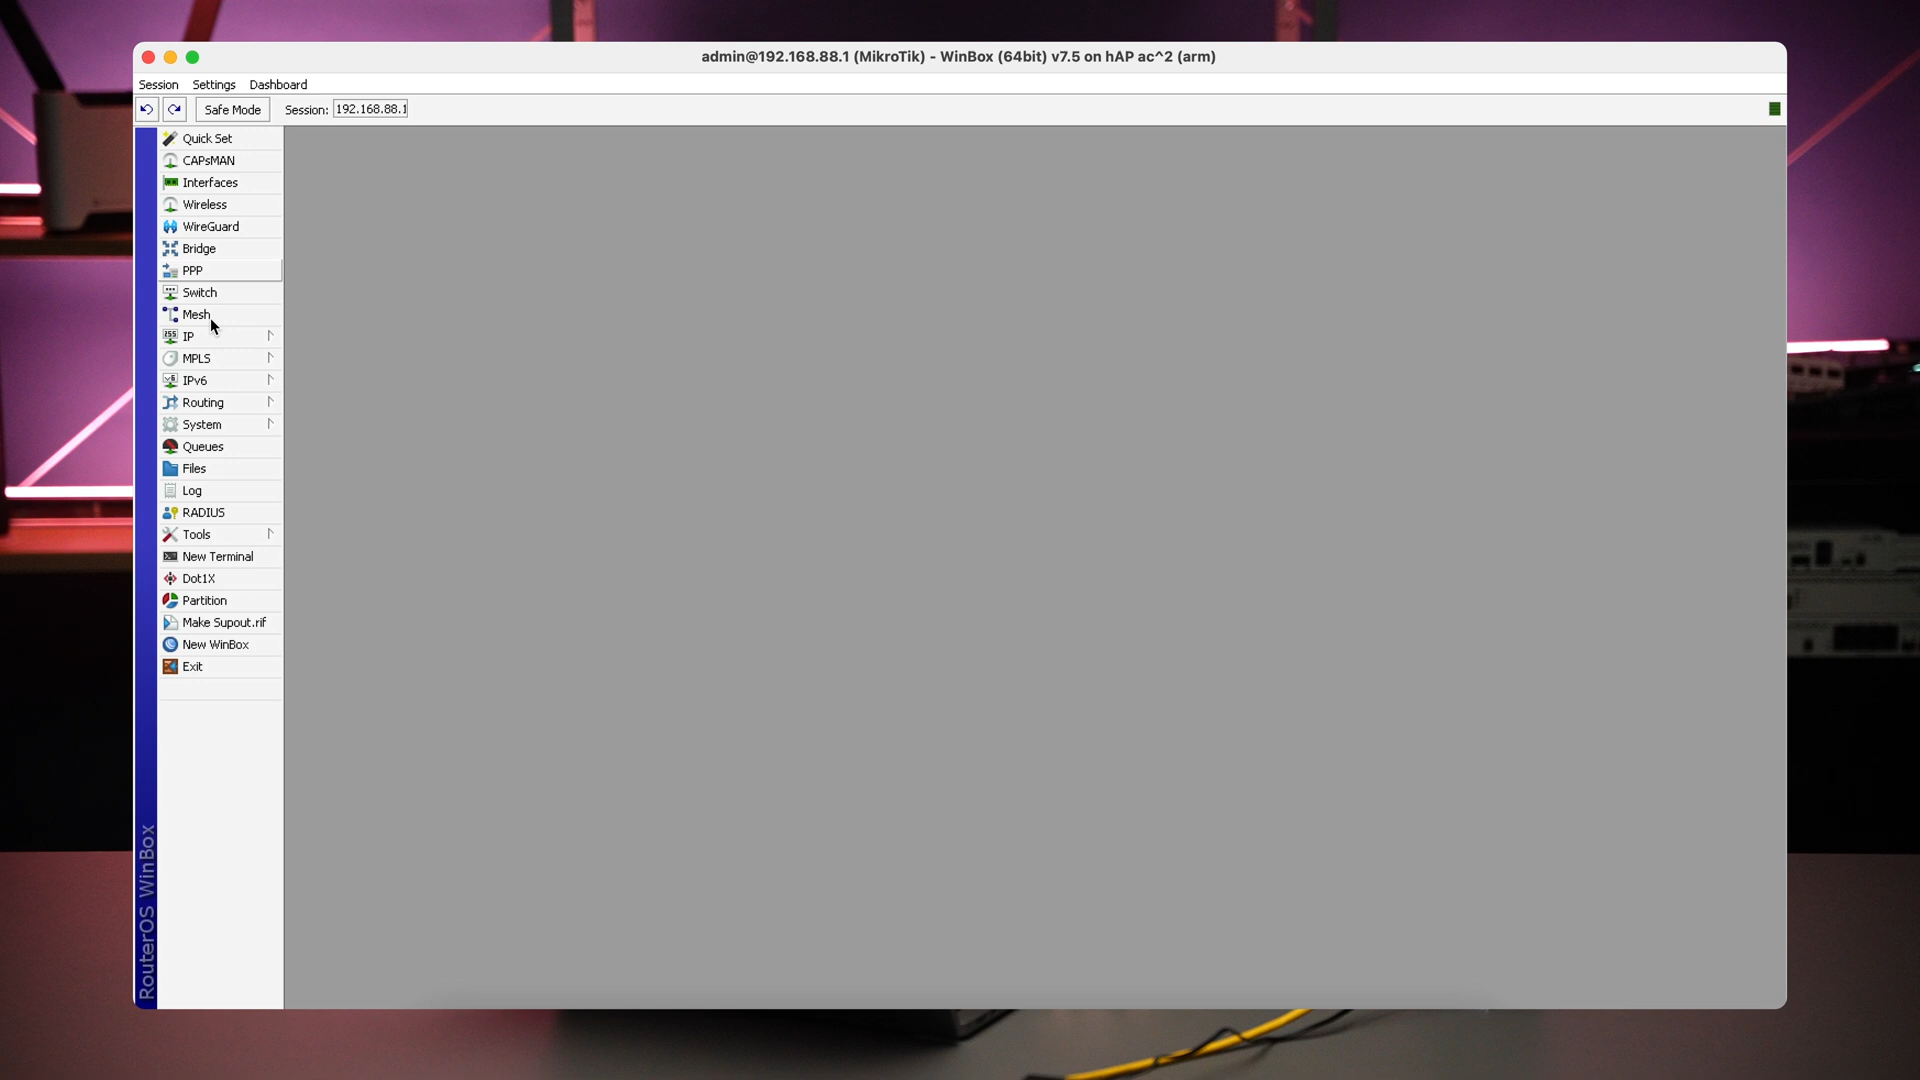 admin@192.168.88.1 (MikroTik) - WinBox (64bit) v7.5 on hAP ac^2 (arm)
Session Settings Dashboard
Safe Mode Session: 192.168.88.1
Quick Set
CAPsMAN
Interfaces
Wireless
WireGuard
Bridge
PPP
Switch
Mesh
IP
MPLS
IPv6
Routing
System
Queues
Files
Log
RADIUS
Tools
New Terminal
Dot1X
Partition
Make Supout.rif
New WinBox
Exit
RouterOS WinBox